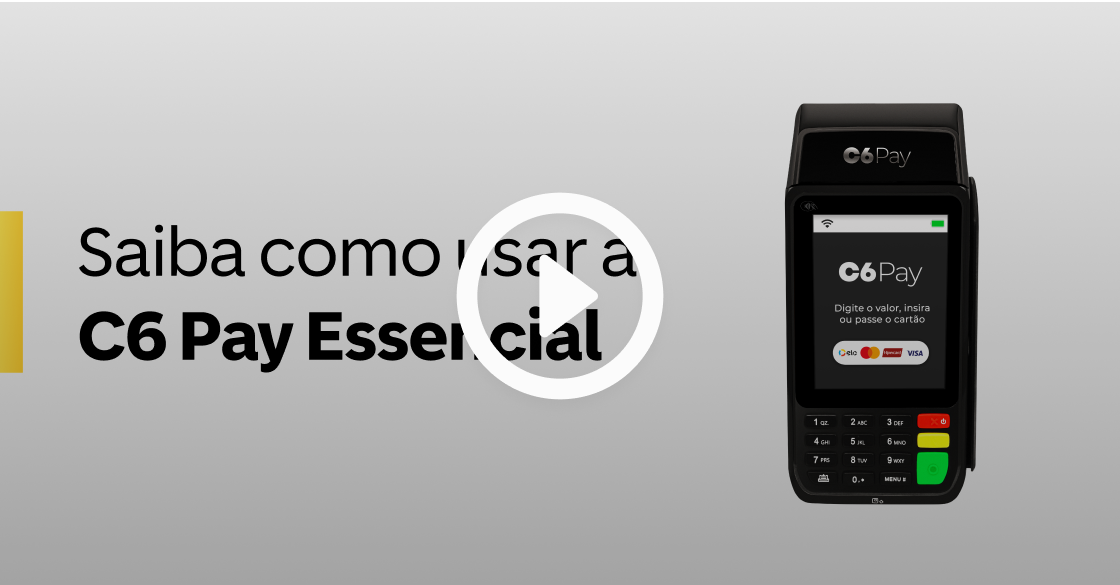 Saiba como usar a
C6 Pay Essencial
C6 Pay
C6 Pay
Digite o valor, insira
ou passe o cartão
elo Hipercard VISA
1 QZ. 2 ABC 3 DEF
4 GHI 5 JKL 6 MNO
7 PRS 8 TUV 9 WXY
0 MENU